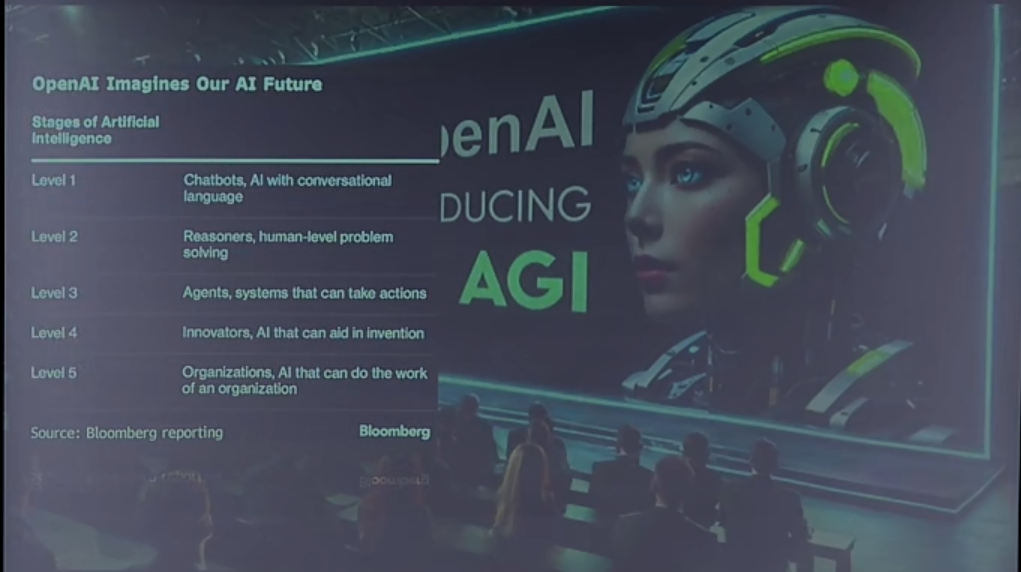 OpenAI Imagines Our AI Future
Stages of Artificial
Intelligence
Level 1
Chatbots, AI with conversational
language
Level 2
Reasoners, human-level problem
solving
Level 3
Agents, systems that can take actions
Level 4
Innovators, AI that can aid in invention
Level 5
Organizations, AI that can do the work
of an organization
Source: Bloomberg reporting
Bloomberg
penAI
DUCING
AGI